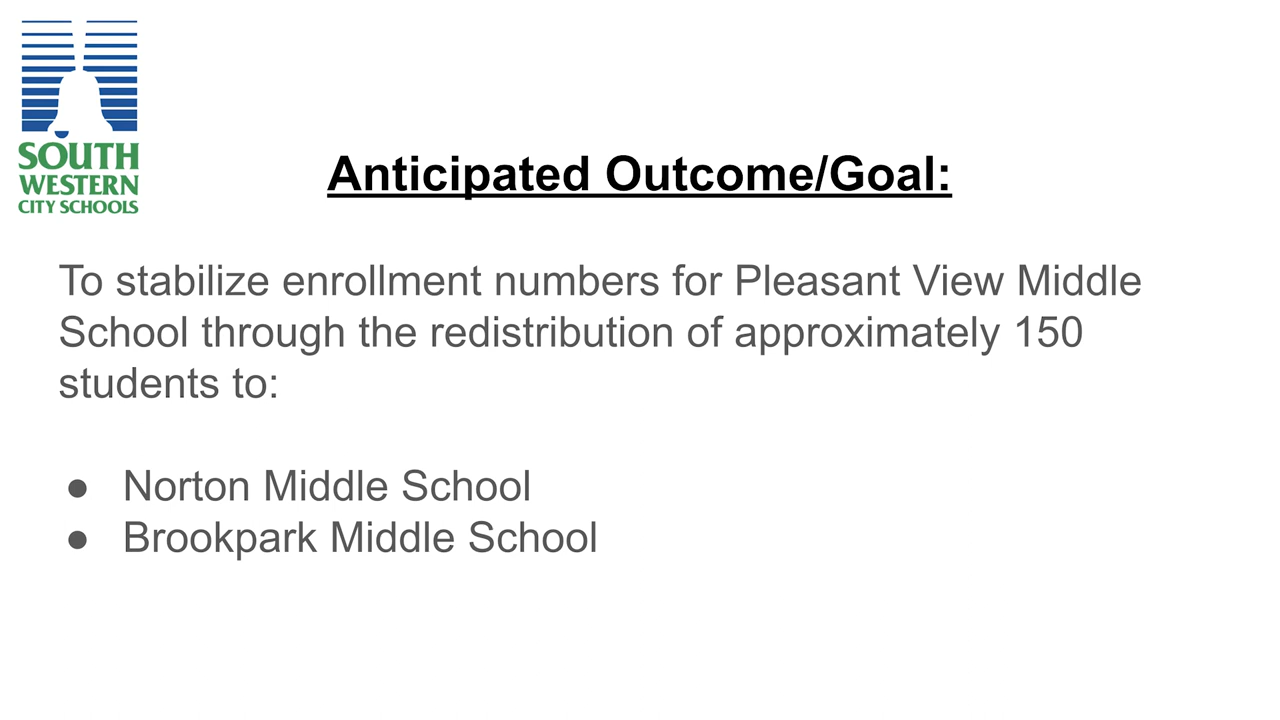 SOUTH
WESTERN
CITY SCHOOLS
Anticipated Outcome/Goal:
To stabilize enrollment numbers for Pleasant View Middle
School through the redistribution of approximately 150
students to:
● Norton Middle School
● Brookpark Middle School